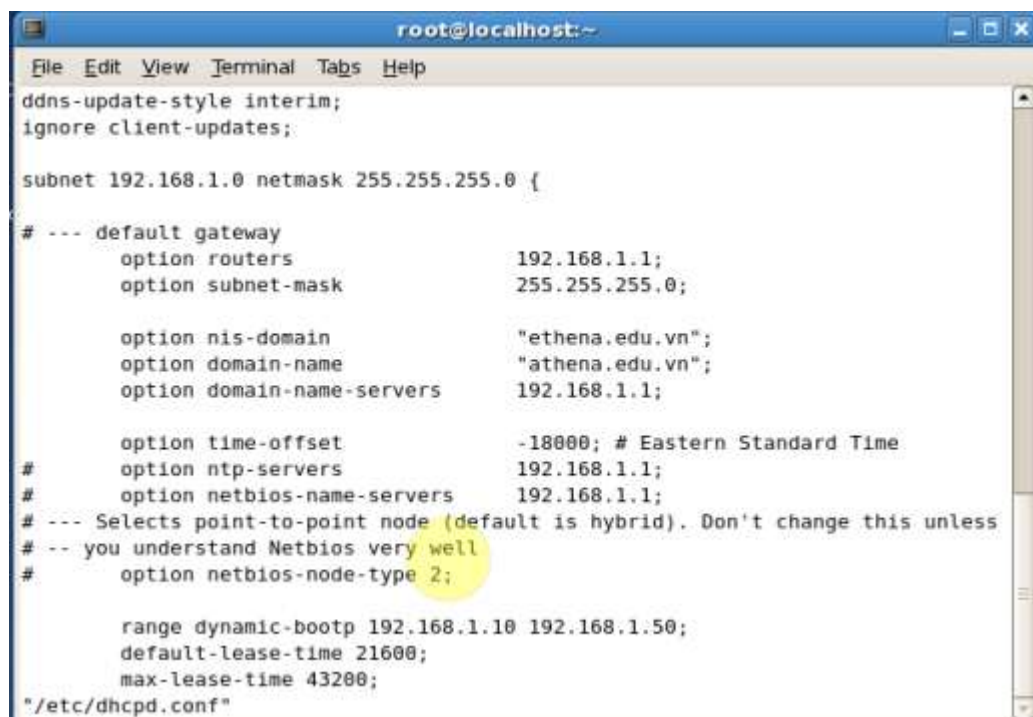 root@localhost:~
File Edit View Terminal Tabs Help
ddns-update-style interim;
ignore client-updates;
subnet 192.168.1.0 netmask 255.255.255.0 {
# --- default gateway
option routers 192.168.1.1;
option subnet-mask 255.255.255.0;
option nis-domain "ethena.edu.vn";
option domain-name "athena.edu.vn";
option domain-name-servers 192.168.1.1;
option time-offset -18000; # Eastern Standard Time
# option ntp-servers 192.168.1.1;
# option netbios-name-servers 192.168.1.1;
# --- Selects point-to-point node (default is hybrid). Don't change this unless
# -- you understand Netbios very well
# option netbios-node-type 2;
range dynamic-bootp 192.168.1.10 192.168.1.50;
default-lease-time 21600;
max-lease-time 43200;
"/etc/dhcpd.conf"